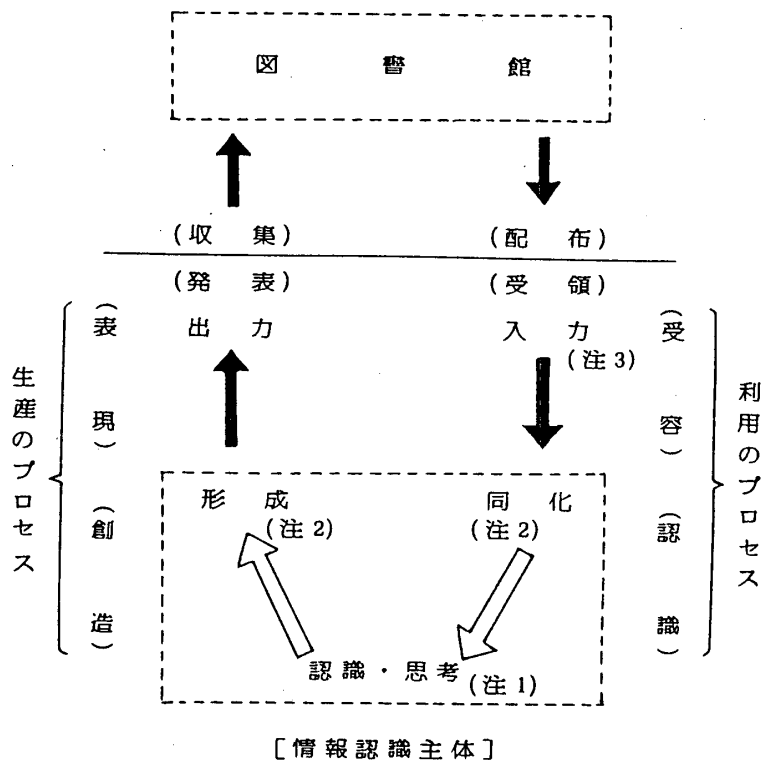 図書館
(収集)
(配布)
(発表)
(受領)
出力
入力
(注3)
生産のプロセス
(表現)
(創造)
(受容)
(認識)
利用のプロセス
形成
(注2)
同化
(注2)
認識・思考
(注1)
[情報認識主体]